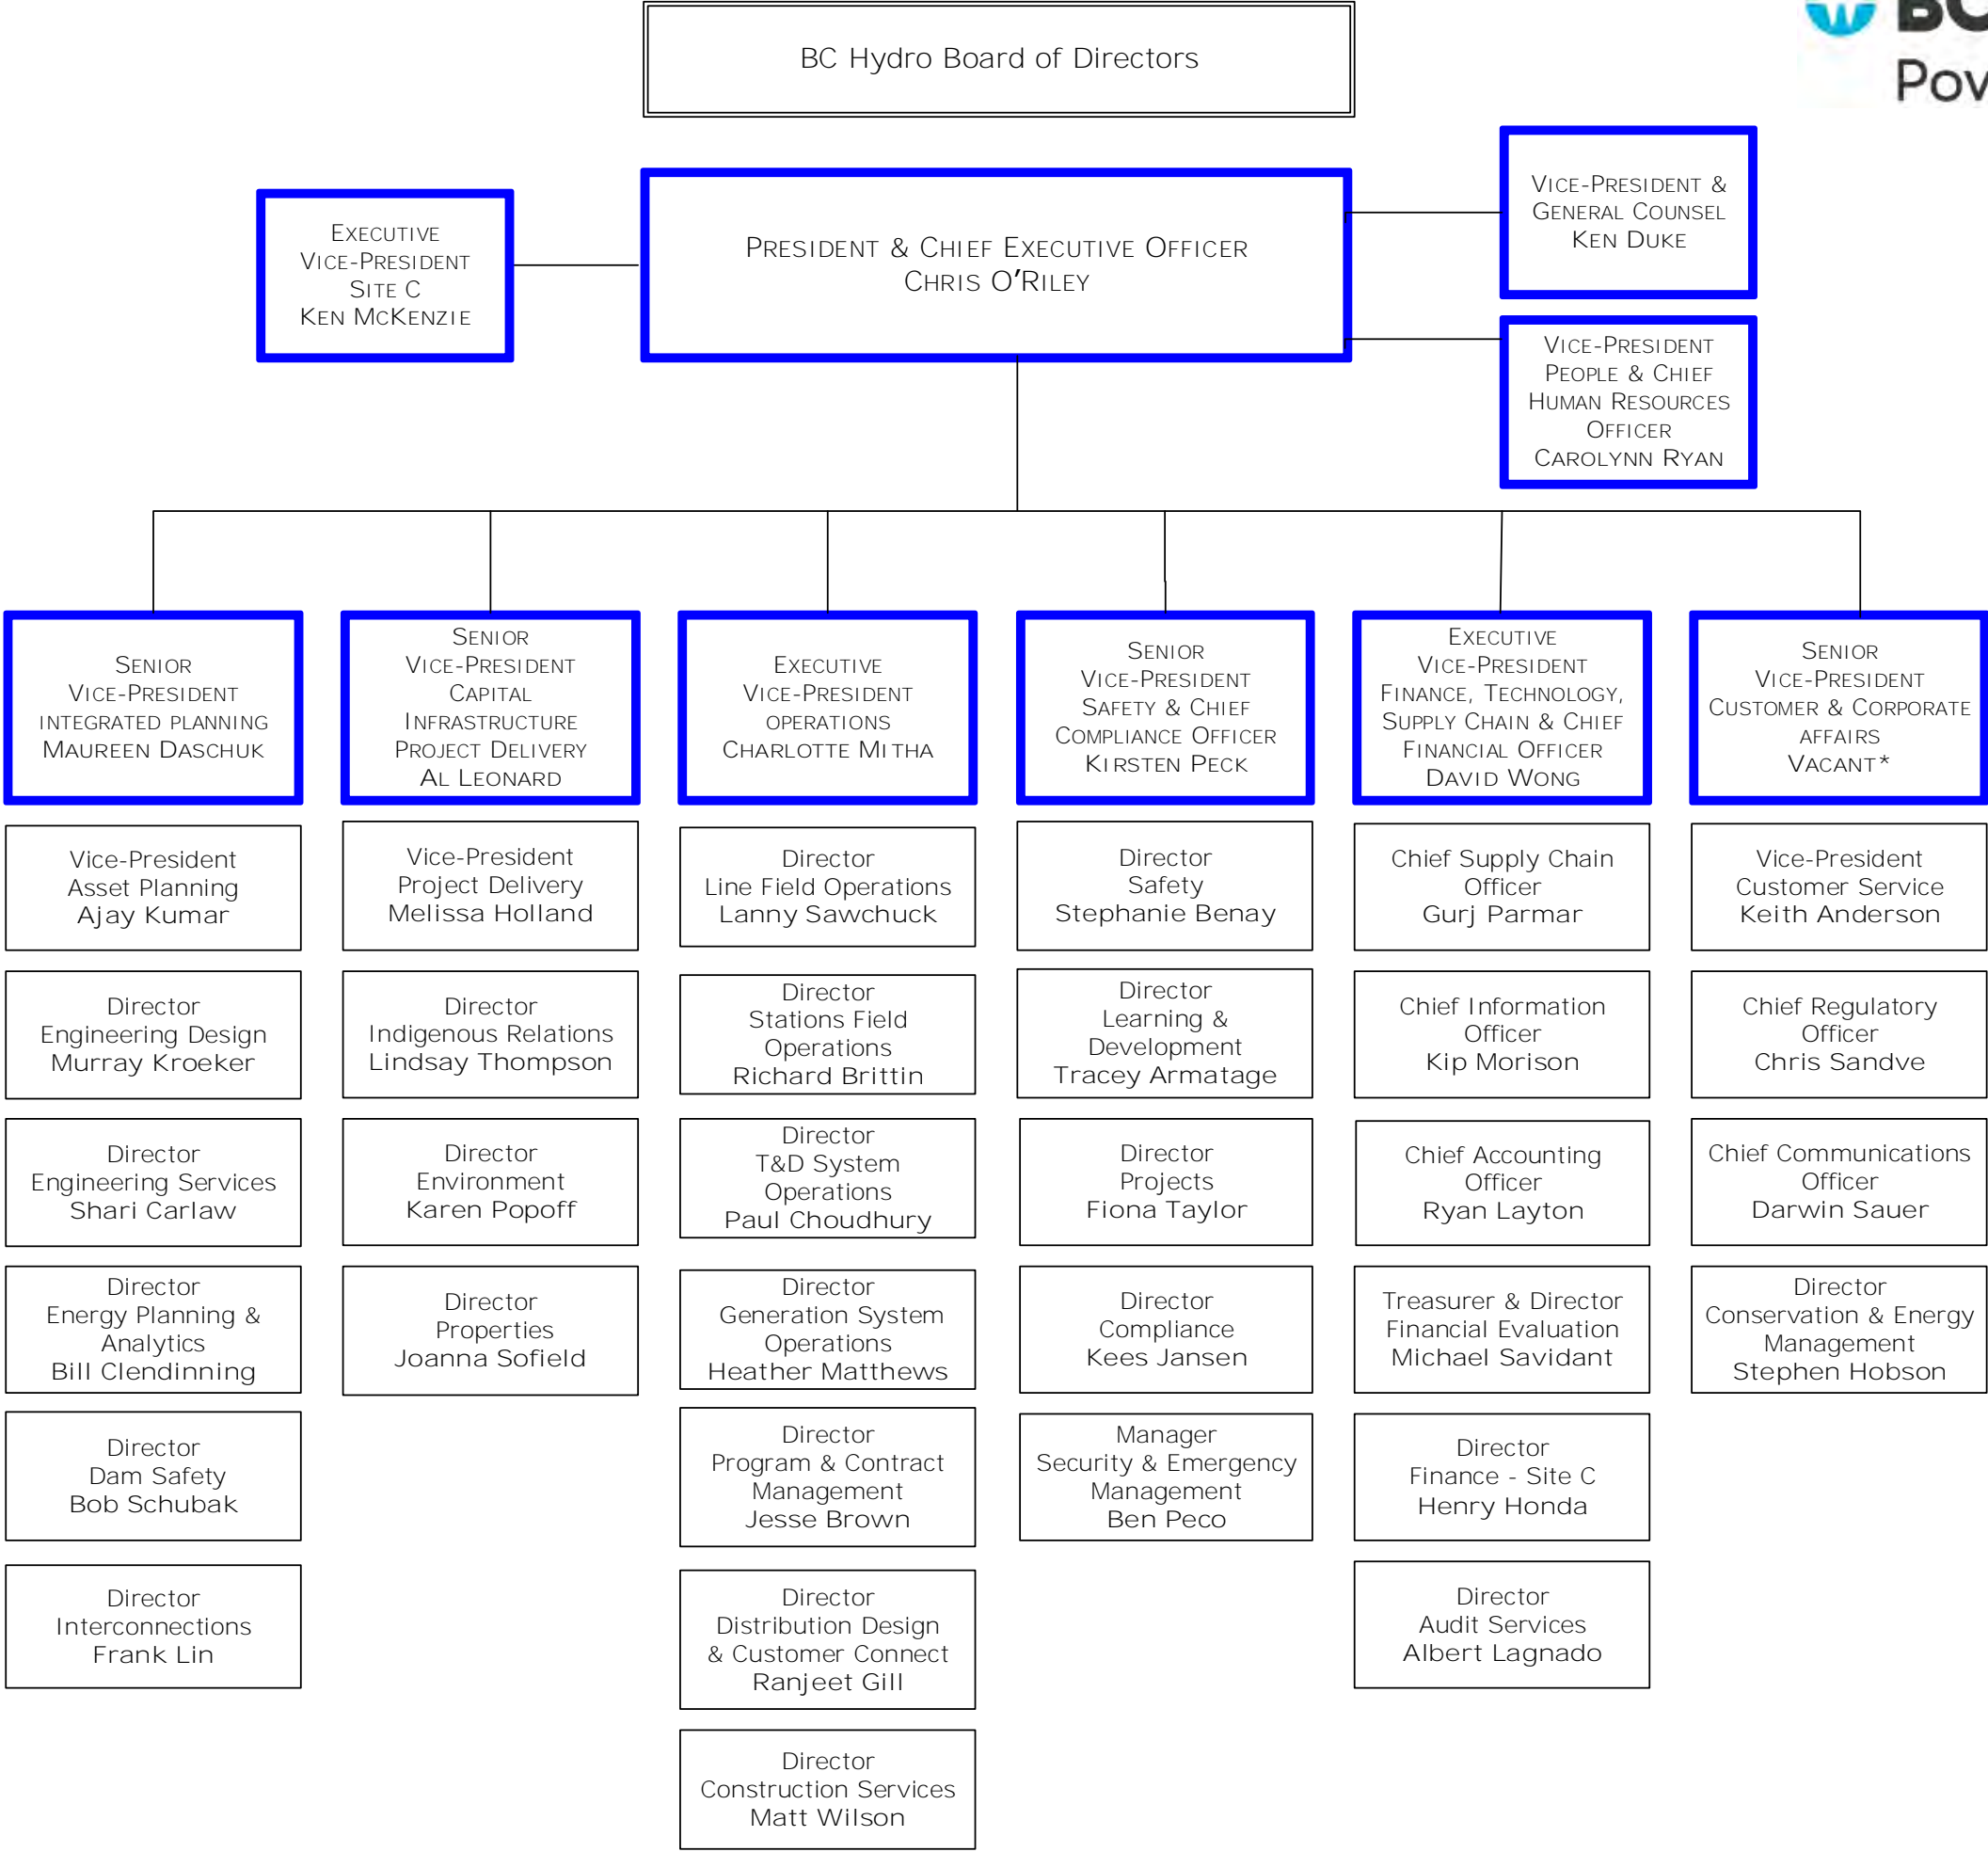 BC Hydro Board of Directors
EXECUTIVE
VICE-PRESIDENT
SITE C
KEN MCKENZIE
PRESIDENT & CHIEF EXECUTIVE OFFICER
CHRIS O'RILEY
VICE-PRESIDENT &
GENERAL COUNSEL
KEN DUKE
VICE-PRESIDENT
PEOPLE & CHIEF
HUMAN RESOURCES
OFFICER
CAROLYNN RYAN
SENIOR
VICE-PRESIDENT
INTEGRATED PLANNING
MAUREEN DASCHUK
Vice-President
Asset Planning
Ajay Kumar
Director
Engineering Design
Murray Kroeker
Director
Engineering Services
Shari Carlaw
Director
Energy Planning &
Analytics
Bill Clendinning
Director
Dam Safety
Bob Schubak
Director
Interconnections
Frank Lin
SENIOR
VICE-PRESIDENT
CAPITAL
INFRASTRUCTURE
PROJECT DELIVERY
AL LEONARD
Vice-President
Project Delivery
Melissa Holland
Director
Indigenous Relations
Lindsay Thompson
Director
Environment
Karen Popoff
Director
Properties
Joanna Sofield
EXECUTIVE
VICE-PRESIDENT
OPERATIONS
CHARLOTTE MITHA
Director
Line Field Operations
Lanny Sawchuck
Director
Stations Field
Operations
Richard Brittin
Director
T&D System
Operations
Paul Choudhury
Director
Generation System
Operations
Heather Matthews
Director
Program & Contract
Management
Jesse Brown
Director
Distribution Design
& Customer Connect
Ranjeet Gill
Director
Construction Services
Matt Wilson
SENIOR
VICE-PRESIDENT
SAFETY & CHIEF
COMPLIANCE OFFICER
KIRSTEN PECK
Director
Safety
Stephanie Benay
Director
Learning &
Development
Tracey Armatage
Director
Projects
Fiona Taylor
Director
Compliance
Kees Jansen
Manager
Security & Emergency
Management
Ben Peco
EXECUTIVE
VICE-PRESIDENT
FINANCE, TECHNOLOGY,
SUPPLY CHAIN & CHIEF
FINANCIAL OFFICER
DAVID WONG
Chief Supply Chain
Officer
Gurj Parmar
Chief Information
Officer
Kip Morison
Chief Accounting
Officer
Ryan Layton
Treasurer & Director
Financial Evaluation
Michael Savidant
Director
Finance - Site C
Henry Honda
Director
Audit Services
Albert Lagnado
SENIOR
VICE-PRESIDENT
CUSTOMER & CORPORATE
AFFAIRS
VACANT*
Vice-President
Customer Service
Keith Anderson
Chief Regulatory
Officer
Chris Sandve
Chief Communications
Officer
Darwin Sauer
Director
Conservation & Energy
Management
Stephen Hobson